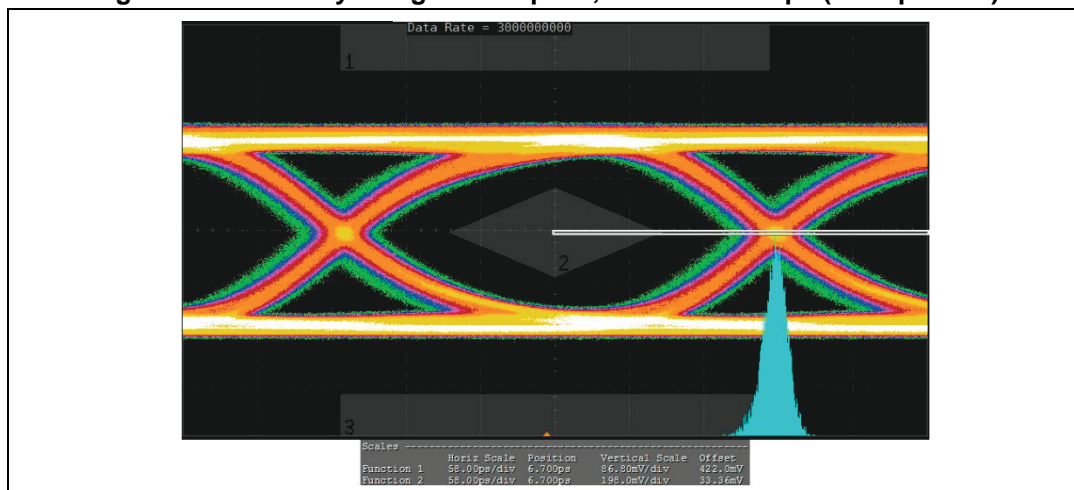 Data Rate = 3000000000
1
2
3
Scales
Horiz Scale Position Vertical Scale Offset
Function 1 58.00ps/div 6.700ps 86.80mV/div 422.0mV
Function 2 58.00ps/div 6.700ps 198.0mV/div 33.36mV